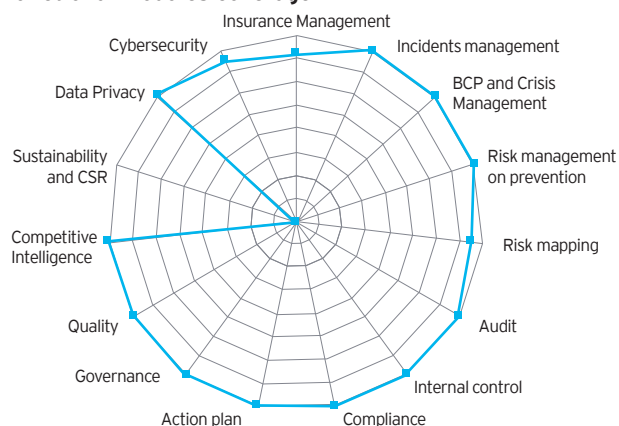 Insurance Management
Cybersecurity
Incidents management
Data Privacy
BCP and Crisis
Management
Sustainability
and CSR
Risk management
on prevention
Competitive
Intelligence
Risk mapping
Quality
Audit
Governance
Internal control
Action plan
Compliance